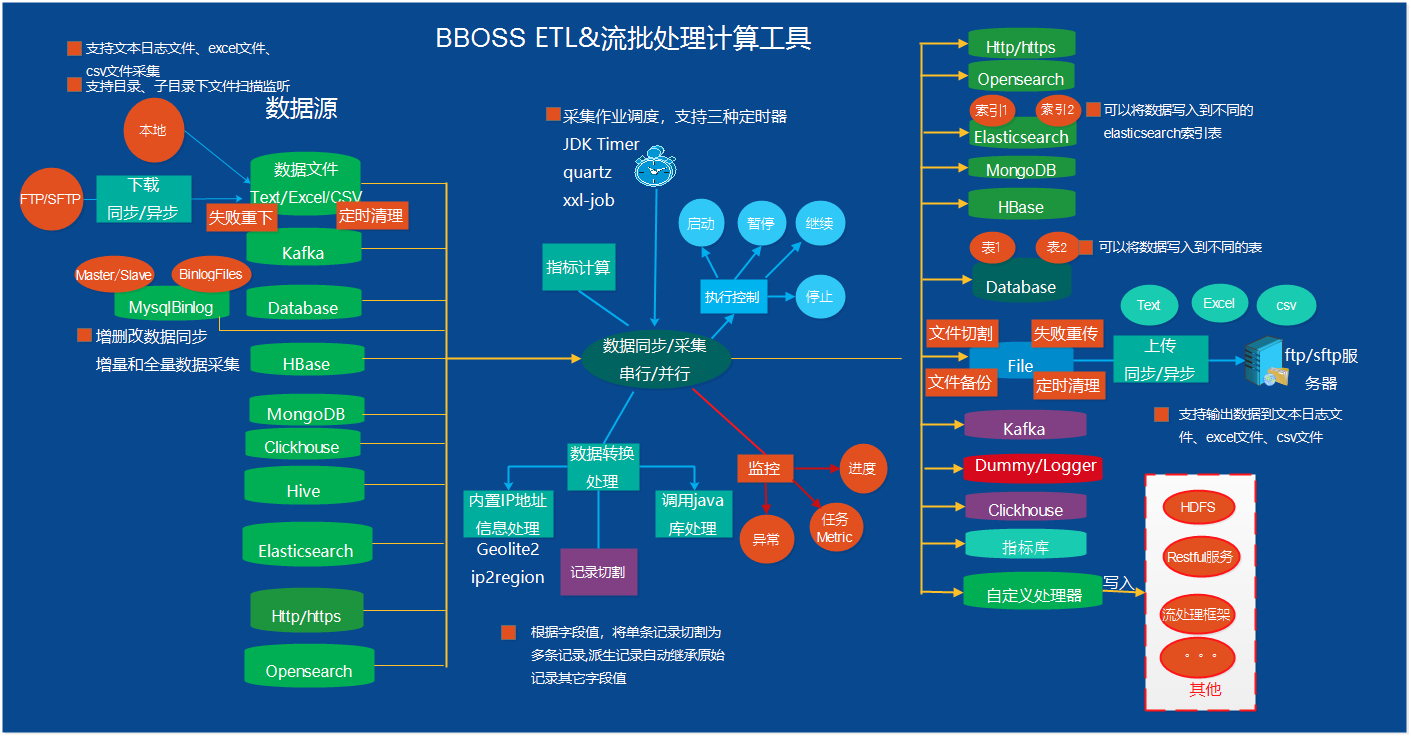 BBOSS ETL&流批处理计算工具
支持文本日志文件、excel文件、
csv文件采集
支持目录、子目录下文件扫描监听
数据源
本地
FTP/SFTP
下载
同步/异步
数据文件
Text/Excel/CSV
失败重下
定时清理
Kafka
Master/Slave
BinlogFiles
MysqlBinlog
Database
增删改数据同步
增量和全量数据采集
HBase
MongoDB
Clickhouse
Hive
Elasticsearch
Http/https
Opensearch
采集作业调度，支持三种定时器
JDK Timer
quartz
xxl-job
指标计算
启动
暂停
继续
执行控制
停止
数据同步/采集
串行/并行
数据转换
处理
内置IP地址
信息处理
Geolite2
ip2region
调用java
库处理
记录切割
根据字段值，将单条记录切割为
多条记录,派生记录自动继承原始
记录其它字段值
监控
进度
异常
任务
Metric
Http/https
Opensearch
索引1
索引2
Elasticsearch
可以将数据写入到不同的
elasticsearch索引表
MongoDB
HBase
表1
表2
可以将数据写入到不同的表
Database
文件切割
失败重传
File
文件备份
定时清理
Text
Excel
csv
上传
同步/异步
ftp/sftp服
务器
支持输出数据到文本日志文
件、excel文件、csv文件
Kafka
Dummy/Logger
Clickhouse
指标库
自定义处理器
写入
HDFS
Restful服务
流处理框架
。。。
其他